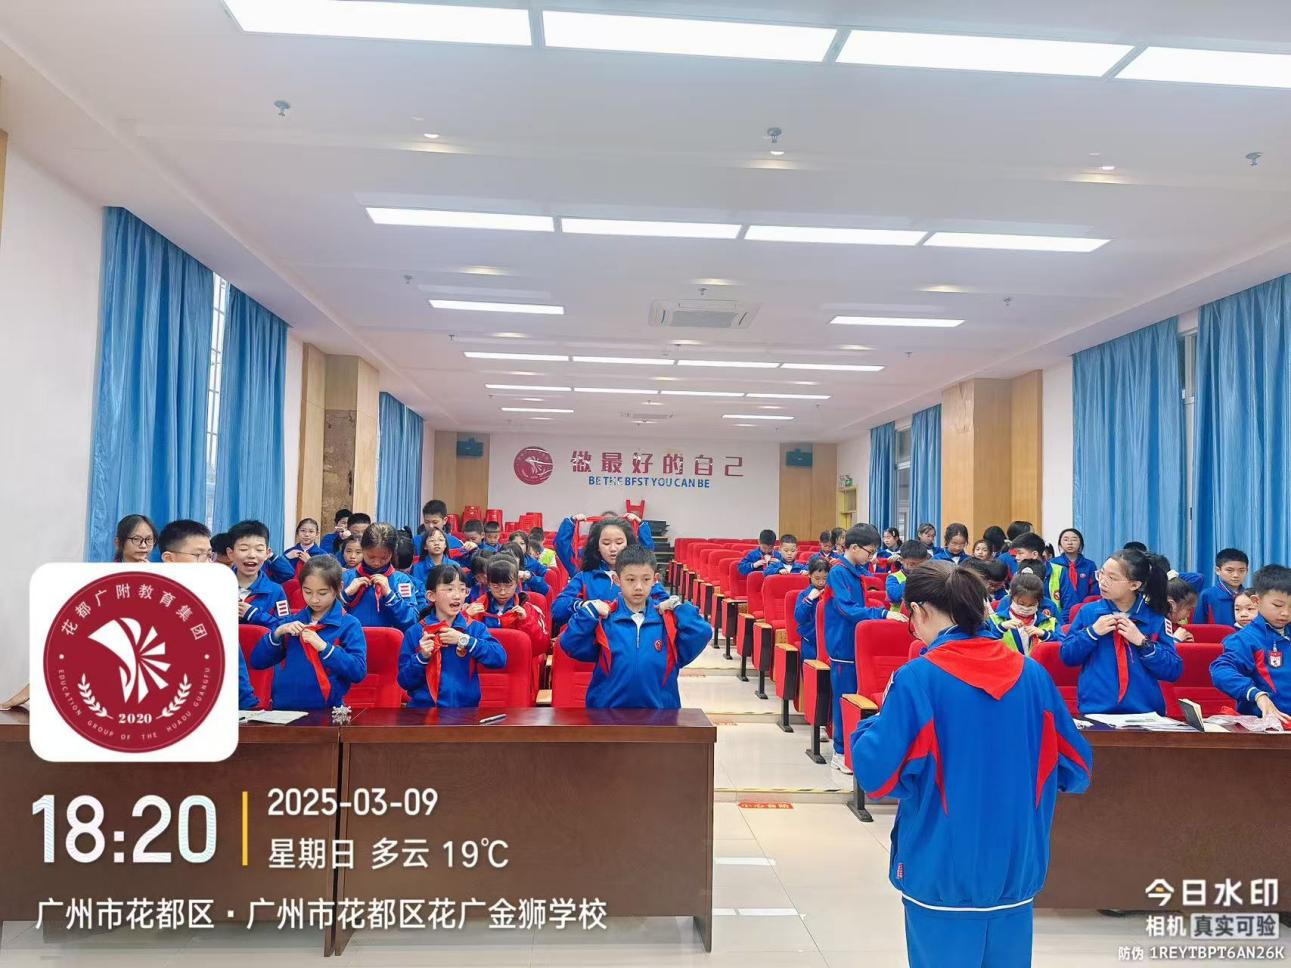 做最好的自己
BE THE BEST YOU CAN BE
花都广附教育集团
2020
EDUCATION GROUP OF THE HUADU GUANGFU
18:20
2025-03-09
星期日 多云 19℃
广州市花都区·广州市花都区花广金狮学校
今日水印
相机 真实可验
防伪 1REYTBPT6AN26K